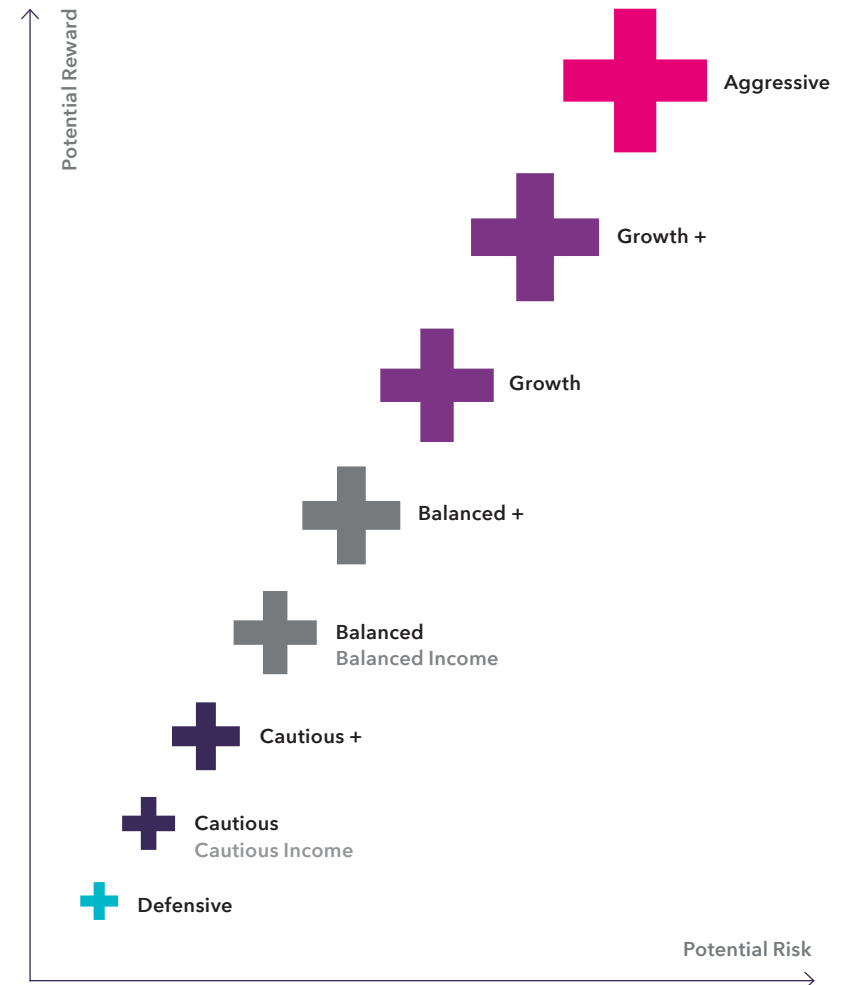 Potential Reward
Aggressive
Growth +
Growth
Balanced +
Balanced
Balanced Income
Cautious +
Cautious
Cautious Income
Defensive
Potential Risk